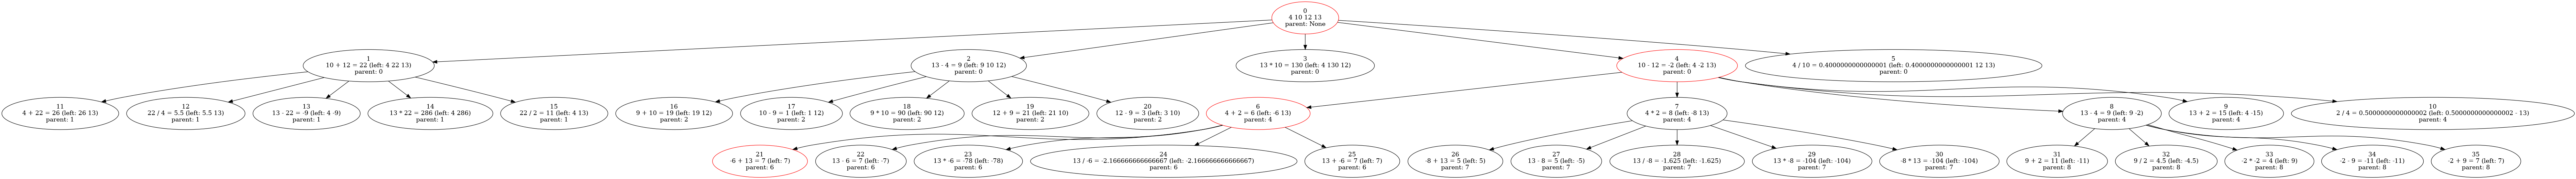 0
4 10 12 13
parent: None
1
10 + 12 = 22 (left: 4 22 13)
parent: 0
2
13 - 4 = 9 (left: 9 10 12)
parent: 0
3
13 * 10 = 130 (left: 4 130 12)
parent: 0
4
10 - 12 = -2 (left: 4 -2 13)
parent: 0
5
4 / 10 = 0.4000000000000001 (left: 0.4000000000000001 12 13)
parent: 0
11
4 + 22 = 26 (left: 26 13)
parent: 1
12
22 / 4 = 5.5 (left: 5.5 13)
parent: 1
13
13 - 22 = -9 (left: 4 -9)
parent: 1
14
13 * 22 = 286 (left: 4 286)
parent: 1
15
22 / 2 = 11 (left: 4 13)
parent: 1
16
9 + 10 = 19 (left: 19 12)
parent: 2
17
10 - 9 = 1 (left: 1 12)
parent: 2
18
9 * 10 = 90 (left: 90 12)
parent: 2
19
12 + 9 = 21 (left: 21 10)
parent: 2
20
12 - 9 = 3 (left: 3 10)
parent: 2
6
4 + 2 = 6 (left: -6 13)
parent: 4
7
4 * 2 = 8 (left: -8 13)
parent: 4
8
13 - 4 = 9 (left: 9 -2)
parent: 4
9
13 + 2 = 15 (left: 4 -15)
parent: 4
10
2 / 4 = 0.5000000000000002 (left: 0.5000000000000002 - 13)
parent: 4
21
-6 + 13 = 7 (left: 7)
parent: 6
22
13 - 6 = 7 (left: -7)
parent: 6
23
13 * -6 = -78 (left: -78)
parent: 6
24
13 / -6 = -2.166666666666667 (left: -2.166666666666667)
parent: 6
25
13 + -6 = 7 (left: 7)
parent: 6
26
-8 + 13 = 5 (left: 5)
parent: 7
27
13 - 8 = 5 (left: -5)
parent: 7
28
13 / -8 = -1.625 (left: -1.625)
parent: 7
29
13 * -8 = -104 (left: -104)
parent: 7
30
-8 * 13 = -104 (left: -104)
parent: 7
31
9 + 2 = 11 (left: -11)
parent: 8
32
9 / 2 = 4.5 (left: -4.5)
parent: 8
33
-2 * -2 = 4 (left: 9)
parent: 8
34
-2 - 9 = -11 (left: -11)
parent: 8
35
-2 + 9 = 7 (left: 7)
parent: 8